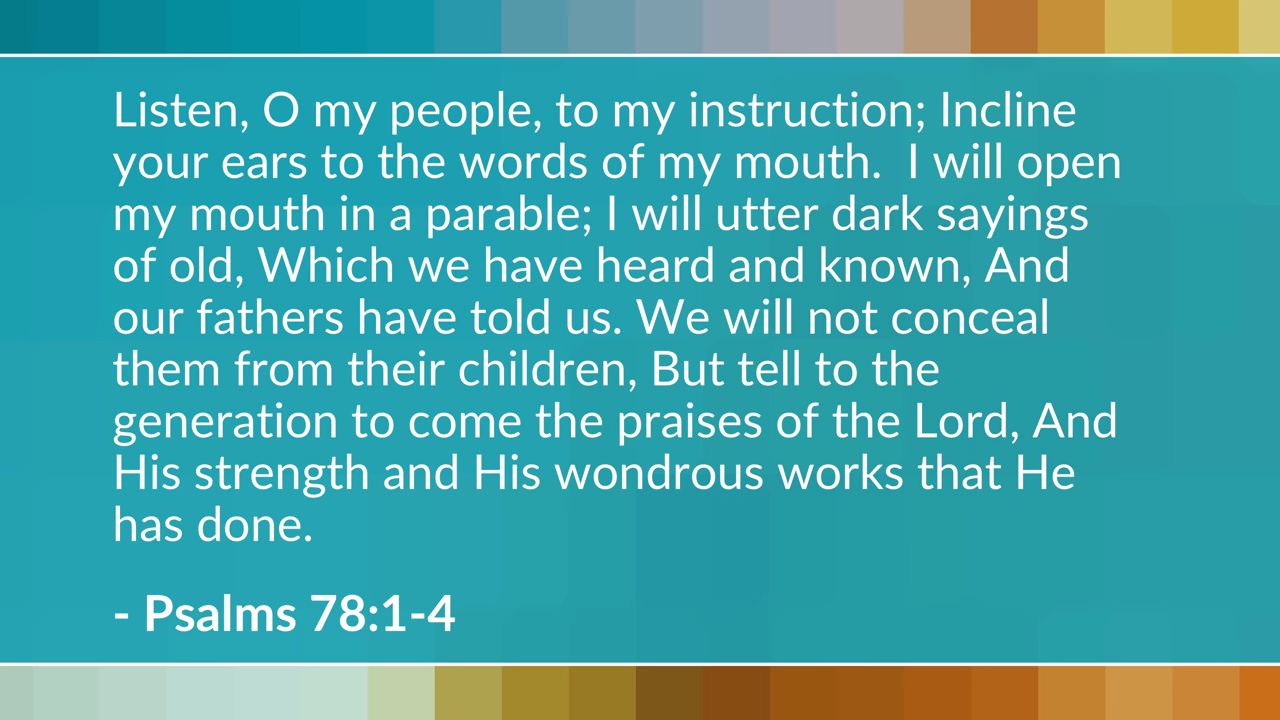 Listen, O my people, to my instruction; Incline
your ears to the words of my mouth.  I will open
my mouth in a parable; I will utter dark sayings
of old, Which we have heard and known, And
our fathers have told us. We will not conceal
them from their children, But tell to the
generation to come the praises of the Lord, And
His strength and His wondrous works that He
has done.
- Psalms 78:1-4